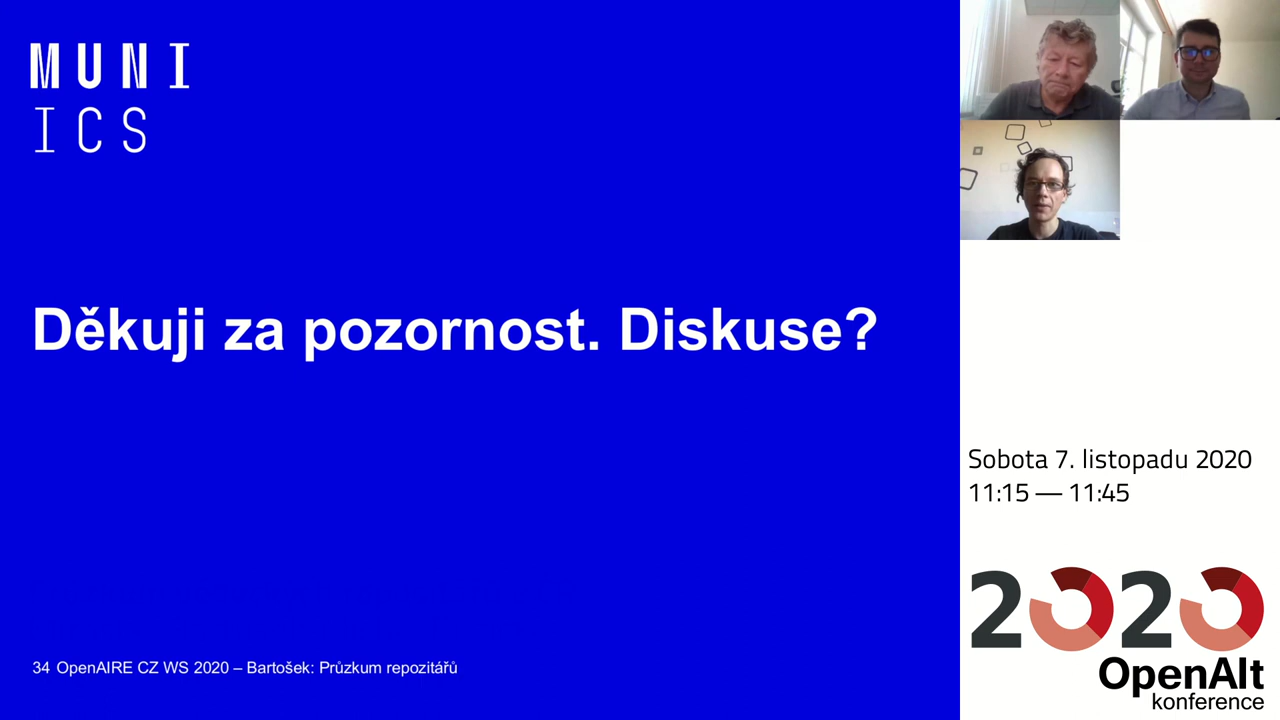 MUNI
ICS
Děkuji za pozornost. Diskuse?
34 OpenAIRE CZ WS 2020 – Bartošek: Průzkum repozitářů
Sobota 7. listopadu 2020
11:15 — 11:45
2020
OpenAlt
konference